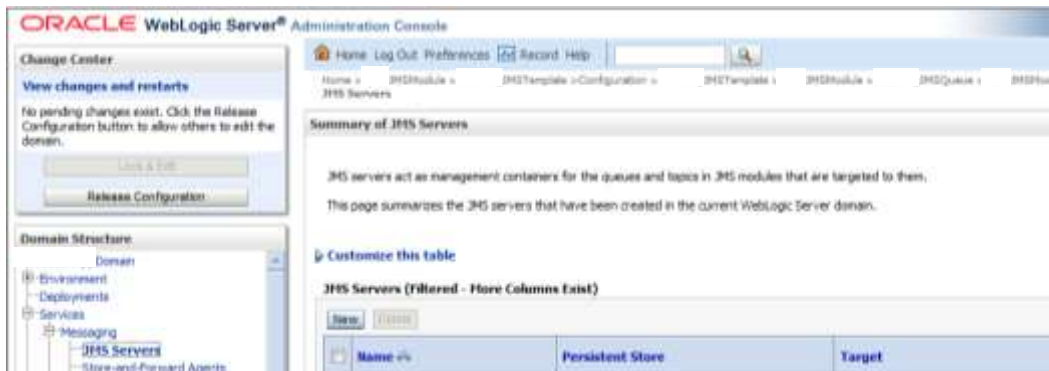 ORACLE WebLogic Server® Administration Console
Change Center
View changes and restarts
No pending changes exist. Click the Release
Configuration button to allow others to edit the
domain.
Lock & Edit
Release Configuration
Domain Structure
Domain
Environment
Deployments
Services
Messaging
JMS Servers
Store-and-Forward Agents
Home Log Out Preferences Record Help
Home > JMSModule > JMSTemplate >Configuration > JMSTemplate > JMSModule > JMSQueue >
JMS Servers
Summary of JMS Servers
JMS servers act as management containers for the queues and topics in JMS modules that are targeted to them.
This page summarizes the JMS servers that have been created in the current WebLogic Server domain.
Customize this table
JMS Servers (Filtered - More Columns Exist)
New Delete
Name Persistent Store Target